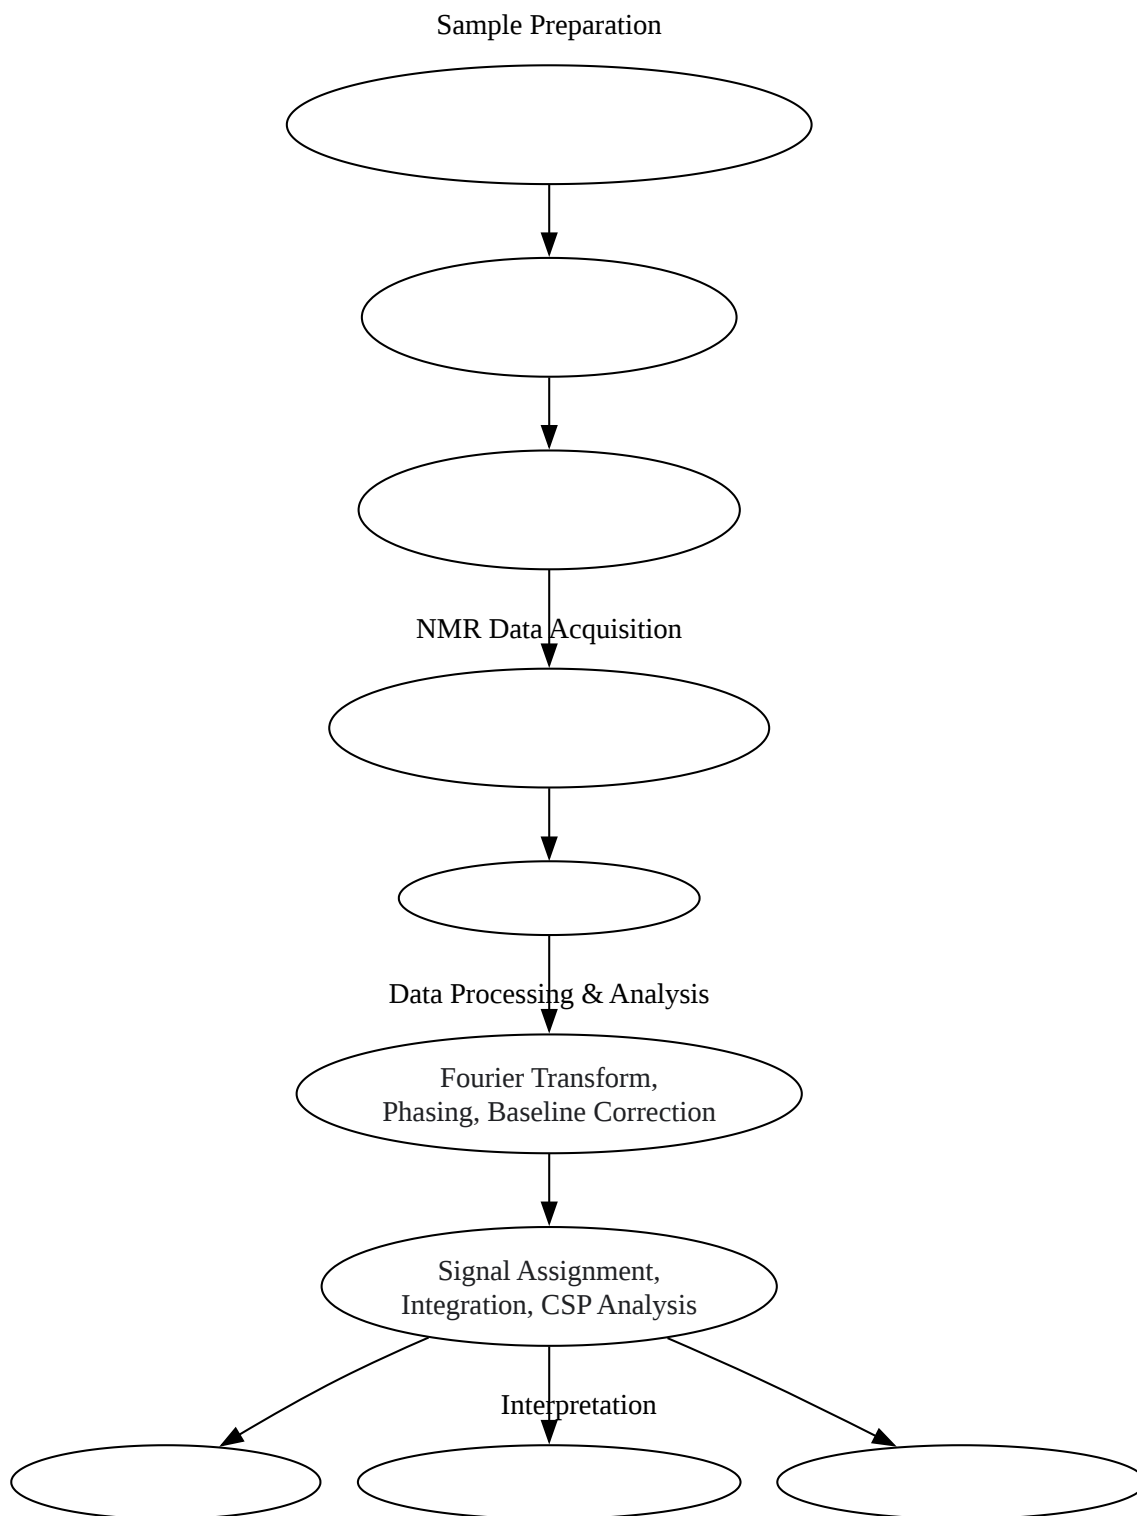 Sample Preparation
NMR Data Acquisition
Data Processing & Analysis
Fourier Transform,
Phasing, Baseline Correction
Signal Assignment,
Integration, CSP Analysis
Interpretation